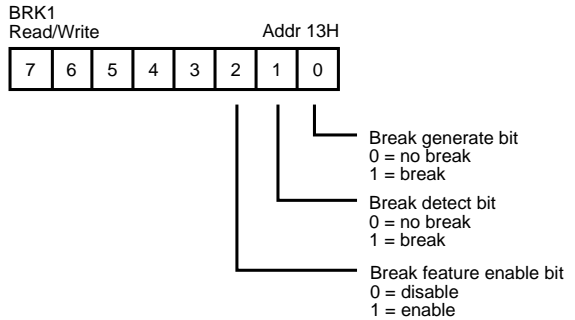 BRK1
Read/Write Addr 13H
7 6 5 4 3 2 1 0
Break generate bit
0 = no break
1 = break
Break detect bit
0 = no break
1 = break
Break feature enable bit
0 = disable
1 = enable